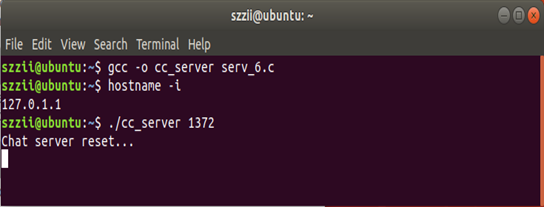 szzii@ubuntu: ~
File Edit View Search Terminal Help
szzii@ubuntu:~$ gcc -o cc_server serv_6.c
szzii@ubuntu:~$ hostname -i
127.0.1.1
szzii@ubuntu:~$ ./cc_server 1372
Chat server reset...